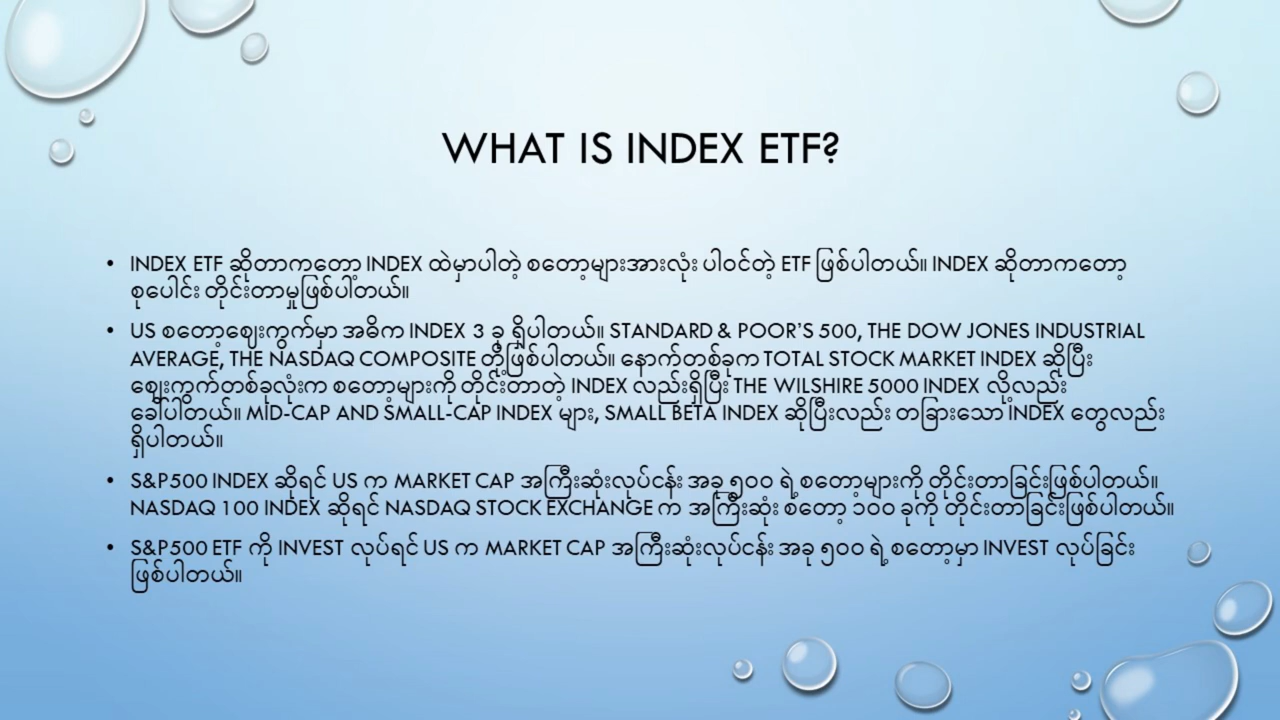 WHAT IS INDEX ETF?
• INDEX ETF ဆိုတာကတော့ INDEX ထဲမှာပါတဲ့ စတော့များအားလုံး ပါဝင်တဲ့ ETF ဖြစ်ပါတယ်။ INDEX ဆိုတာကတော့
စုပေါင်း တိုင်းတာမှုဖြစ်ပါတယ်။
• US စတော့ဈေးကွက်မှာ အဓိက INDEX 3 ခု ရှိပါတယ်။ STANDARD & POOR'S 500, THE DOW JONES INDUSTRIAL
AVERAGE, THE NASDAQ COMPOSITE တို့ဖြစ်ပါတယ်။ နောက်တစ်ခုက TOTAL STOCK MARKET INDEX ဆိုပြီး
ဈေးကွက်တစ်ခုလုံးက စတော့များကို တိုင်းတာတဲ့ INDEX လည်းရှိပြီး THE WILSHIRE 5000 INDEX လို့လည်း
ခေါ်ပါတယ်။ MID-CAP AND SMALL-CAP INDEX များ, SMALL BETA INDEX ဆိုပြီးလည်း တခြားသော INDEX တွေလည်း
ရှိပါတယ်။
• S&P500 INDEX ဆိုရင် US က MARKET CAP အကြီးဆုံးလုပ်ငန်း အခု ၅၀၀ ရဲ့စတော့များကို တိုင်းတာခြင်းဖြစ်ပါတယ်။
NASDAQ 100 INDEX ဆိုရင် NASDAQ STOCK EXCHANGE က အကြီးဆုံး စတော့ ၁၀၀ ခုကို တိုင်းတာခြင်းဖြစ်ပါတယ်။
• S&P500 ETF ကို INVEST လုပ်ရင် US က MARKET CAP အကြီးဆုံးလုပ်ငန်း အခု ၅၀၀ ရဲ့ စတော့မှာ INVEST လုပ်ခြင်း
ဖြစ်ပါတယ်။